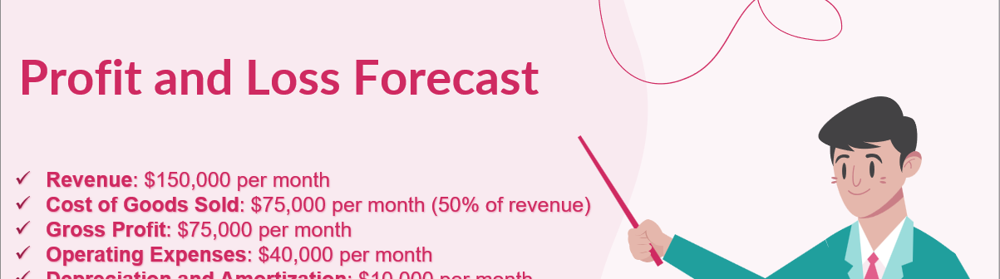 Profit and Loss Forecast
✓ Revenue: $150,000 per month
✓ Cost of Goods Sold: $75,000 per month (50% of revenue)
✓ Gross Profit: $75,000 per month
✓ Operating Expenses: $40,000 per month
✓ Depreciation and Amortization: $10,000 per month